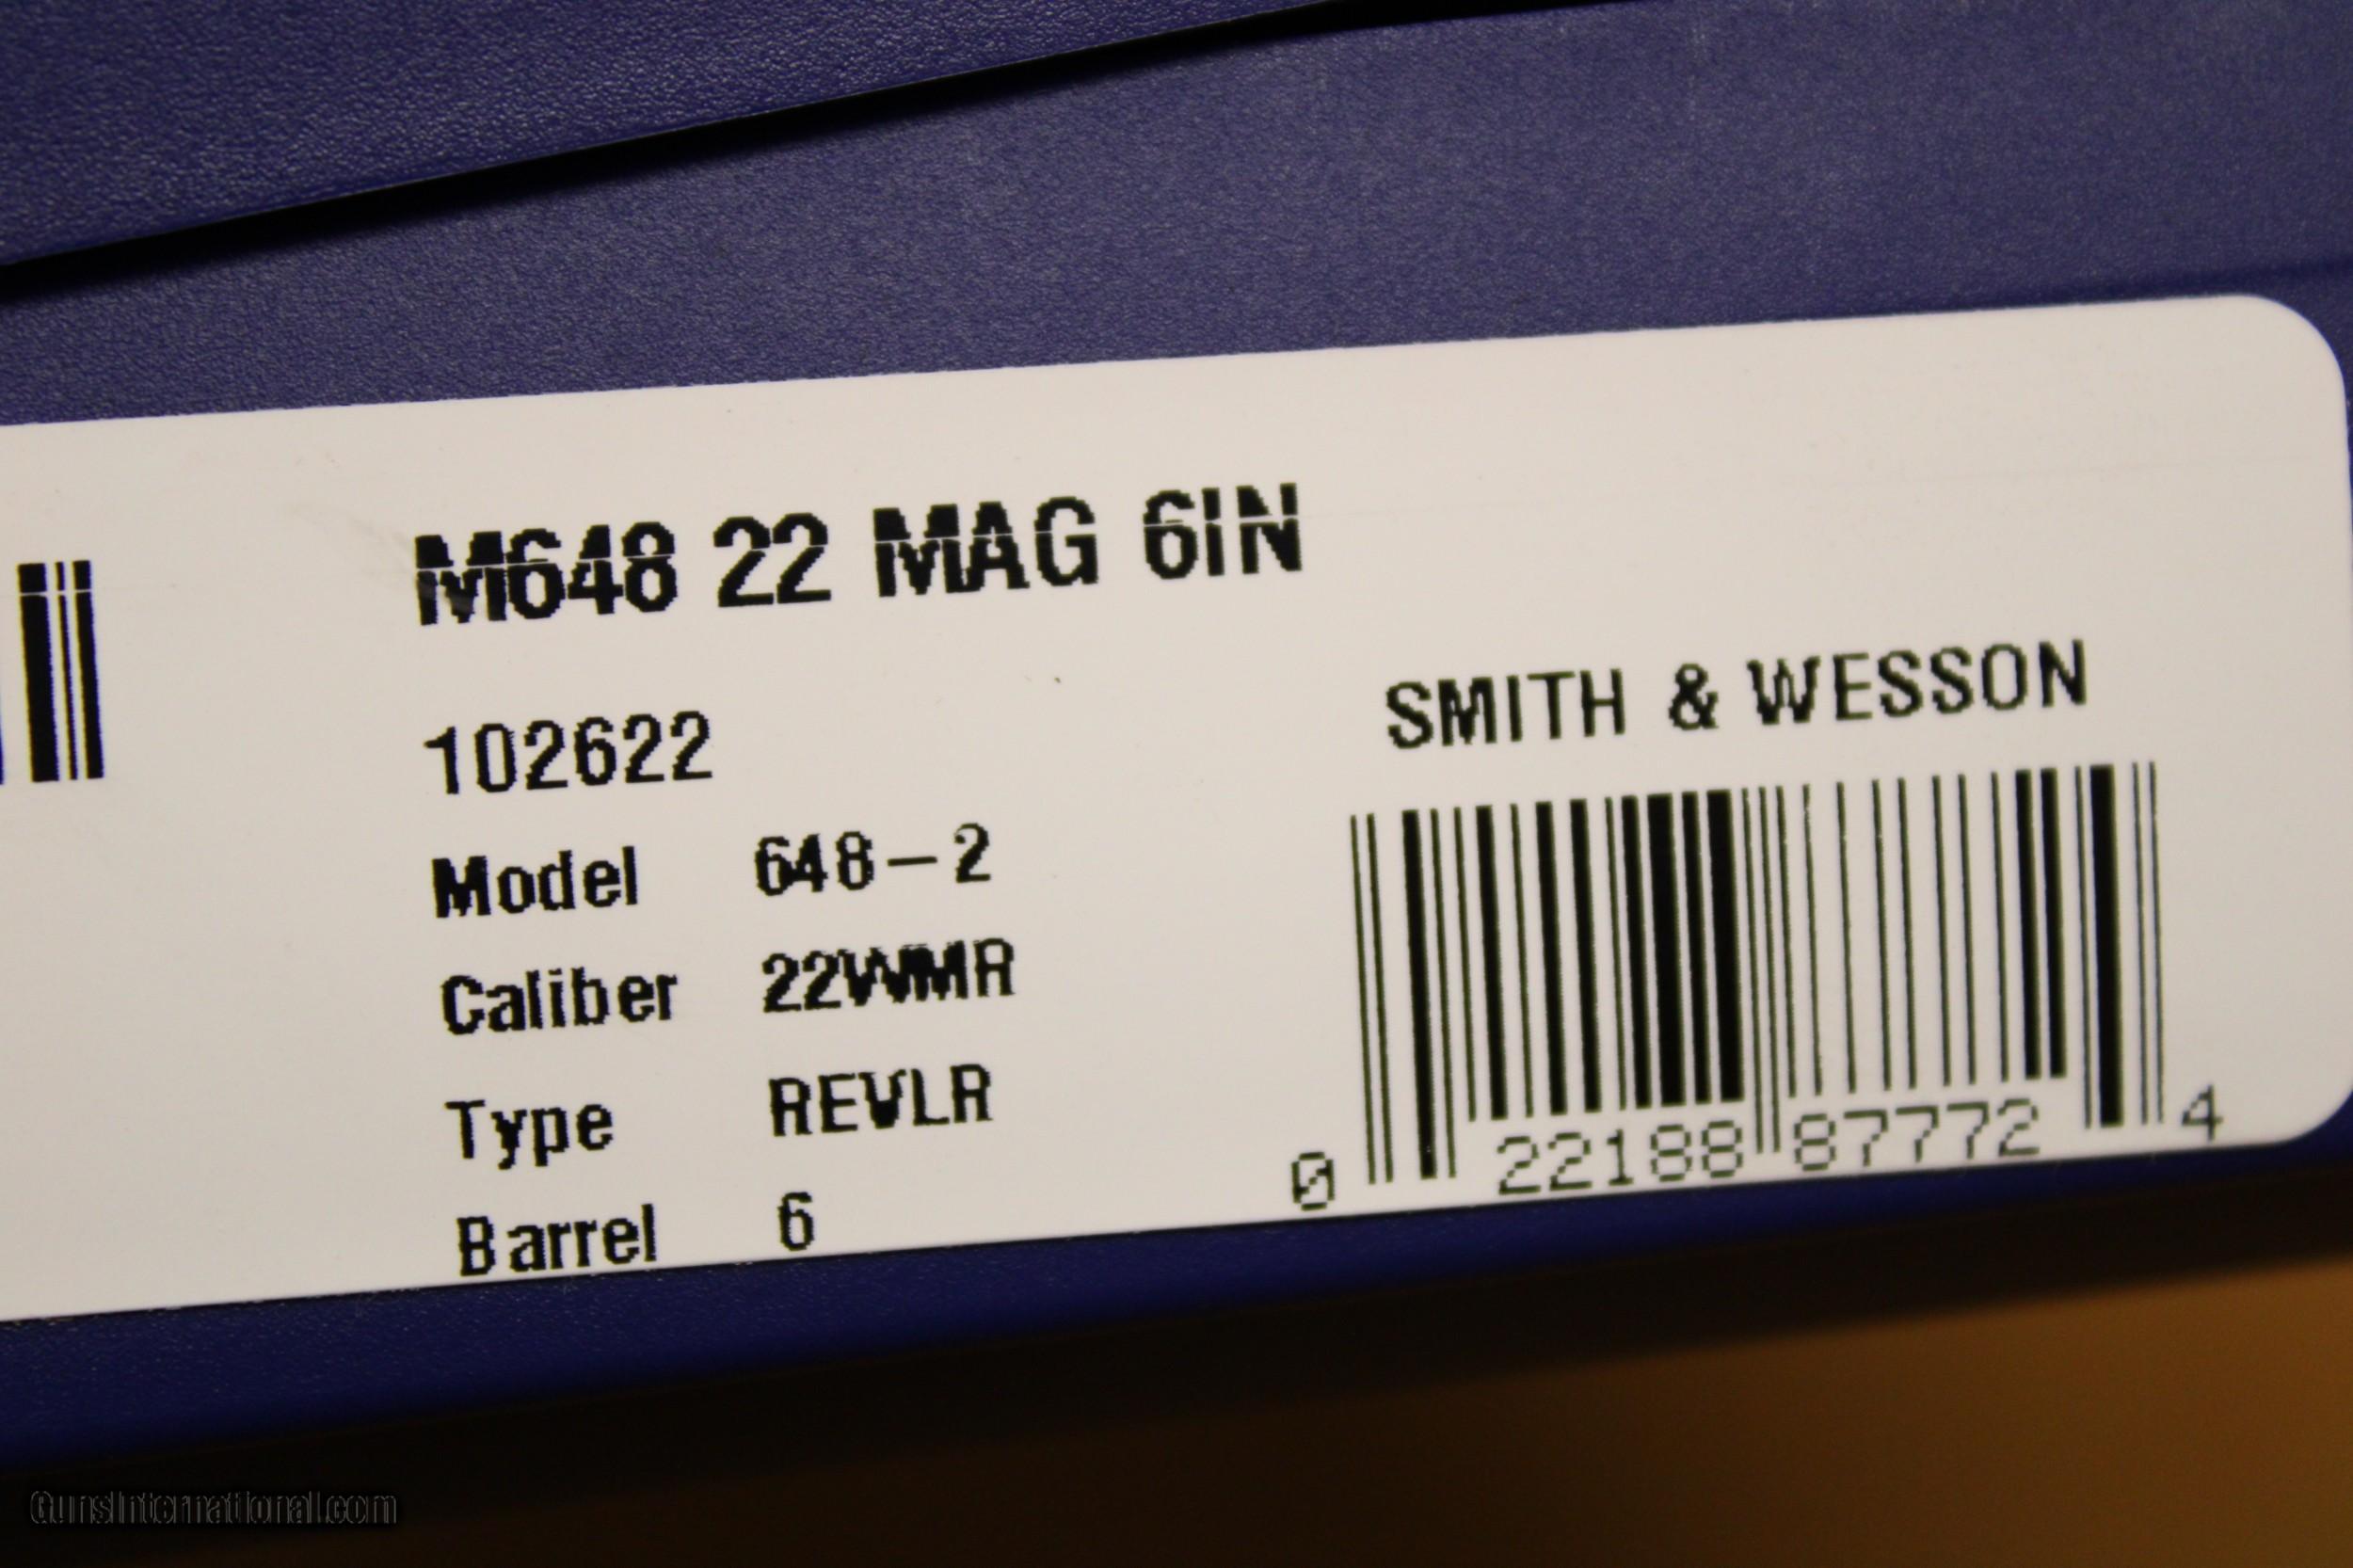 M648 22 MAG 6IN
102622
Model 648-2
Caliber 22WMR
Type REVLR
Barrel 6
SMITH & WESSON
0 22188 87772 4
GunsInternational.com